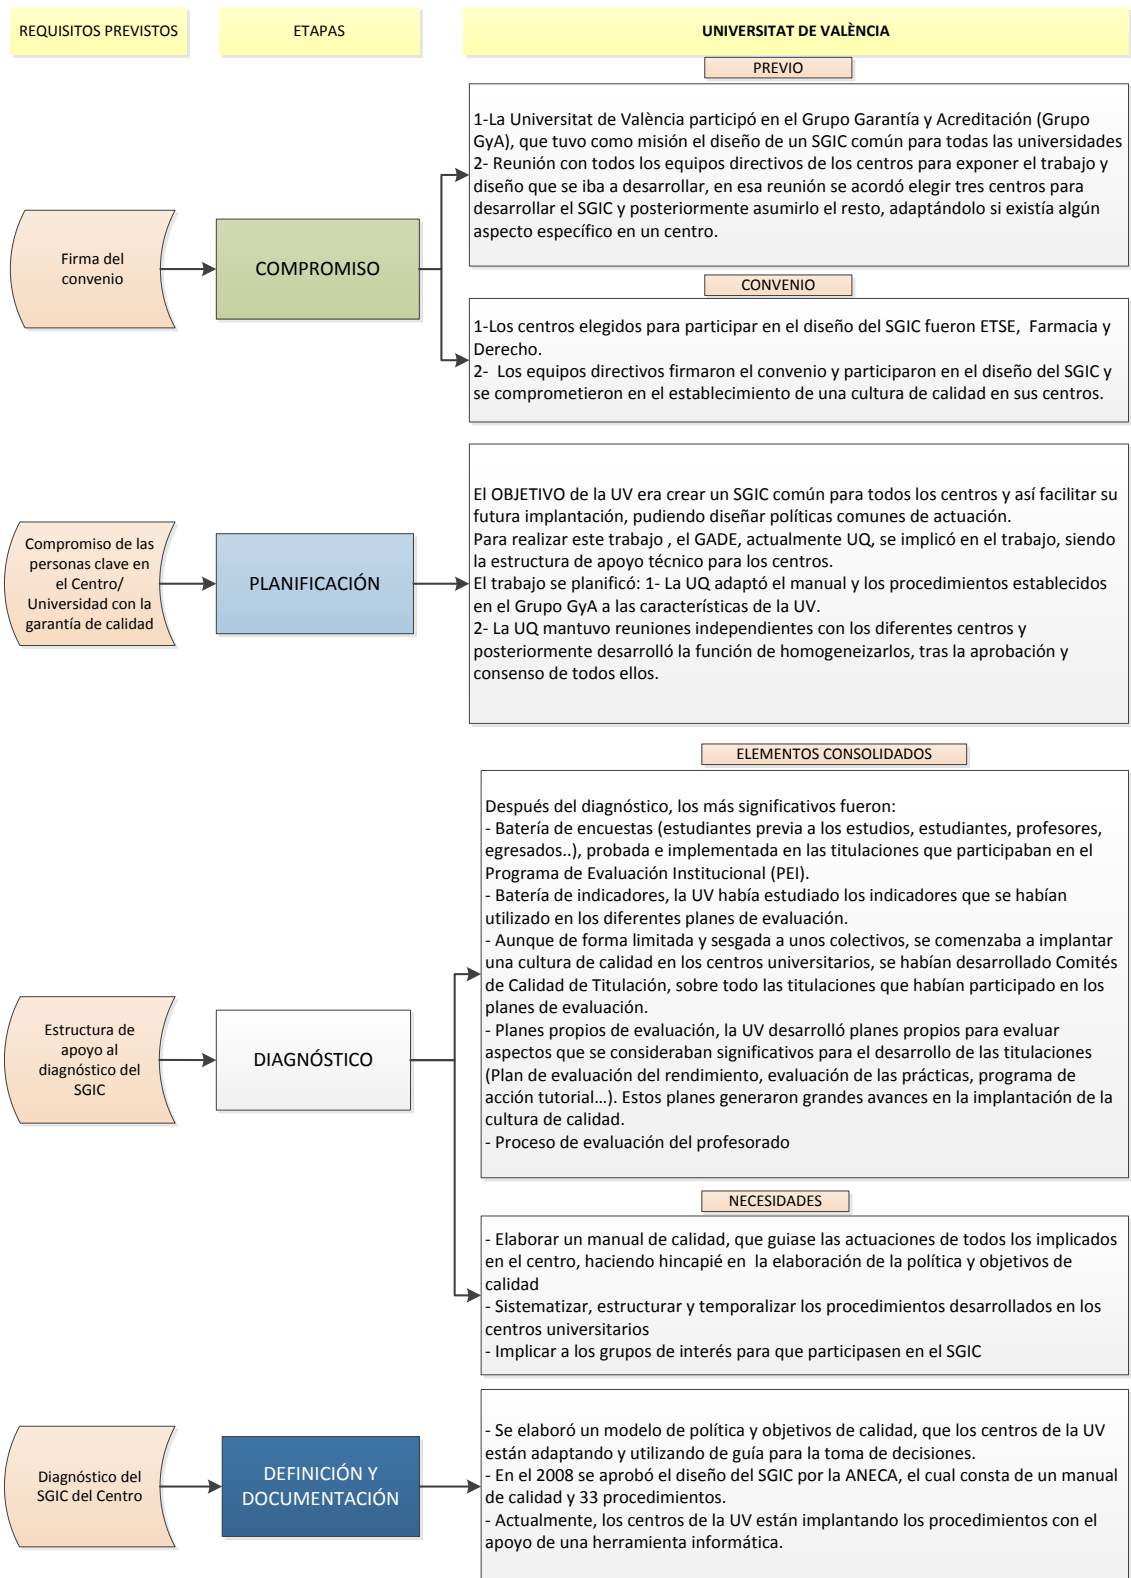 REQUISITOS PREVISTOS
ETAPAS
UNIVERSITAT DE VALÈNCIA
PREVIO
Firma del
convenio
COMPROMISO
1-La Universitat de València participó en el Grupo Garantía y Acreditación (Grupo
GyA), que tuvo como misión el diseño de un SGIC común para todas las universidades
2- Reunión con todos los equipos directivos de los centros para exponer el trabajo y
diseño que se iba a desarrollar, en esa reunión se acordó elegir tres centros para
desarrollar el SGIC y posteriormente asumirlo el resto, adaptándolo si existía algún
aspecto específico en un centro.
CONVENIO
1-Los centros elegidos para participar en el diseño del SGIC fueron ETSE, Farmacia y
Derecho.
2- Los equipos directivos firmaron el convenio y participaron en el diseño del SGIC y
se comprometieron en el establecimiento de una cultura de calidad en sus centros.
Compromiso de las
personas clave en
el Centro/
Universidad con la
garantía de calidad
PLANIFICACIÓN
El OBJETIVO de la UV era crear un SGIC común para todos los centros y así facilitar su
futura implantación, pudiendo diseñar políticas comunes de actuación.
Para realizar este trabajo , el GADE, actualmente UQ, se implicó en el trabajo, siendo
la estructura de apoyo técnico para los centros.
El trabajo se planificó: 1- La UQ adaptó el manual y los procedimientos establecidos
en el Grupo GyA a las características de la UV.
2- La UQ mantuvo reuniones independientes con los diferentes centros y
posteriormente desarrolló la función de homogeneizarlos, tras la aprobación y
consenso de todos ellos.
ELEMENTOS CONSOLIDADOS
Estructura de
apoyo al
diagnóstico del
SGIC
DIAGNÓSTICO
Después del diagnóstico, los más significativos fueron:
- Batería de encuestas (estudiantes previa a los estudios, estudiantes, profesores,
egresados..), probada e implementada en las titulaciones que participaban en el
Programa de Evaluación Institucional (PEI).
- Batería de indicadores, la UV había estudiado los indicadores que se habían
utilizado en los diferentes planes de evaluación.
- Aunque de forma limitada y sesgada a unos colectivos, se comenzaba a implantar
una cultura de calidad en los centros universitarios, se habían desarrollado Comités
de Calidad de Titulación, sobre todo las titulaciones que habían participado en los
planes de evaluación.
- Planes propios de evaluación, la UV desarrolló planes propios para evaluar
aspectos que se consideraban significativos para el desarrollo de las titulaciones
(Plan de evaluación del rendimiento, evaluación de las prácticas, programa de
acción tutorial...). Estos planes generaron grandes avances en la implantación de la
cultura de calidad.
- Proceso de evaluación del profesorado
NECESIDADES
- Elaborar un manual de calidad, que guiase las actuaciones de todos los implicados
en el centro, haciendo hincapié en la elaboración de la política y objetivos de
calidad
- Sistematizar, estructurar y temporalizar los procedimientos desarrollados en los
centros universitarios
- Implicar a los grupos de interés para que participasen en el SGIC
Diagnóstico del
SGIC del Centro
DEFINICIÓN Y
DOCUMENTACIÓN
- Se elaboró un modelo de política y objetivos de calidad, que los centros de la UV
están adaptando y utilizando de guía para la toma de decisiones.
- En el 2008 se aprobó el diseño del SGIC por la ANECA, el cual consta de un manual
de calidad y 33 procedimientos.
- Actualmente, los centros de la UV están implantando los procedimientos con el
apoyo de una herramienta informática.